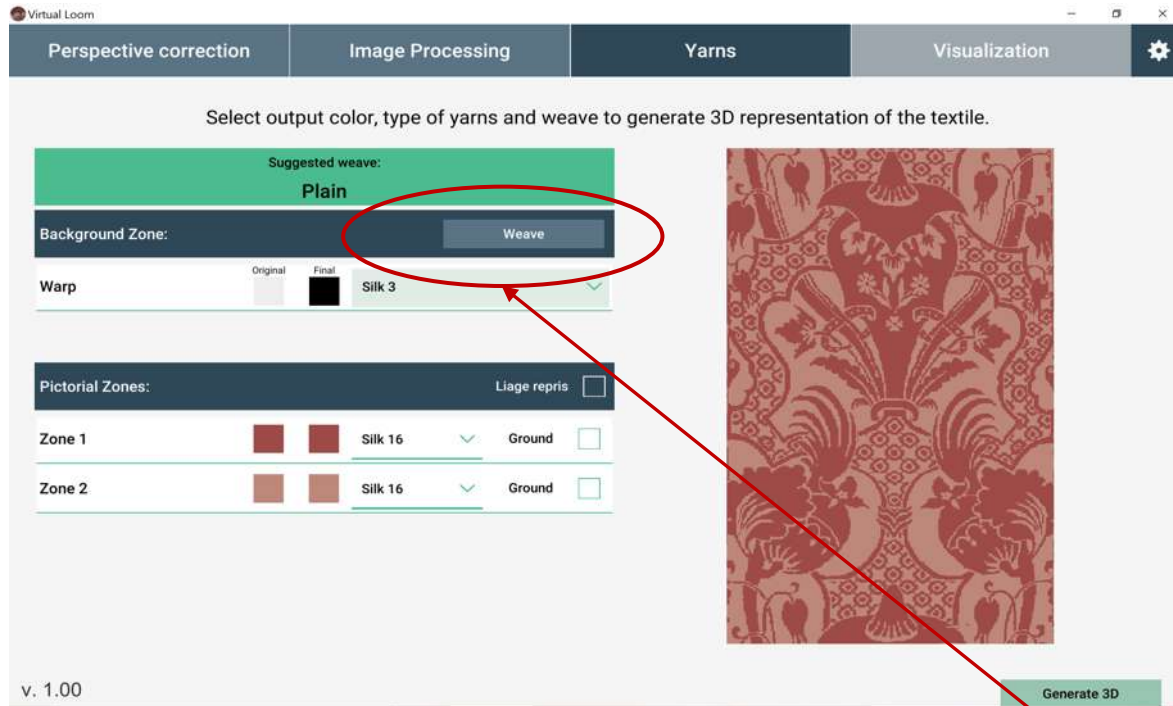 Virtual Loom
Perspective correction
Image Processing
Yarns
Visualization
Select output color, type of yarns and weave to generate 3D representation of the textile.
Suggested weave:
Plain
Background Zone:
Weave
Original
Final
Warp
Silk 3
Pictorial Zones:
Liage repris
Zone 1
Silk 16
Ground
Zone 2
Silk 16
Ground
v. 1.00
Generate 3D